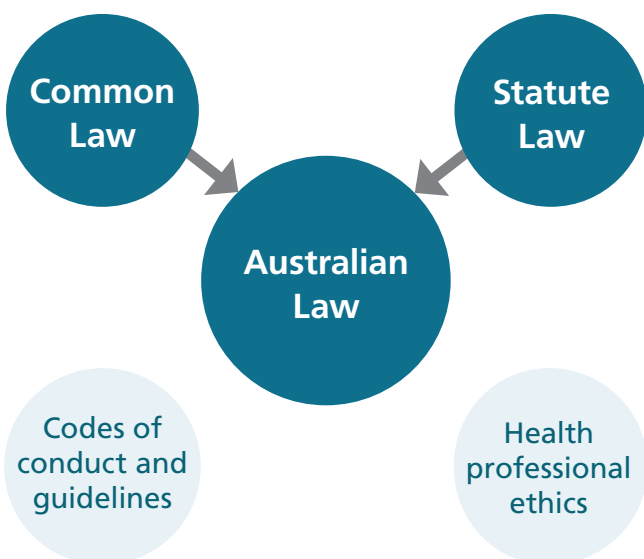 Common
Law
Statute
Law
Australian
Law
Codes of
conduct and
guidelines
Health
professional
ethics